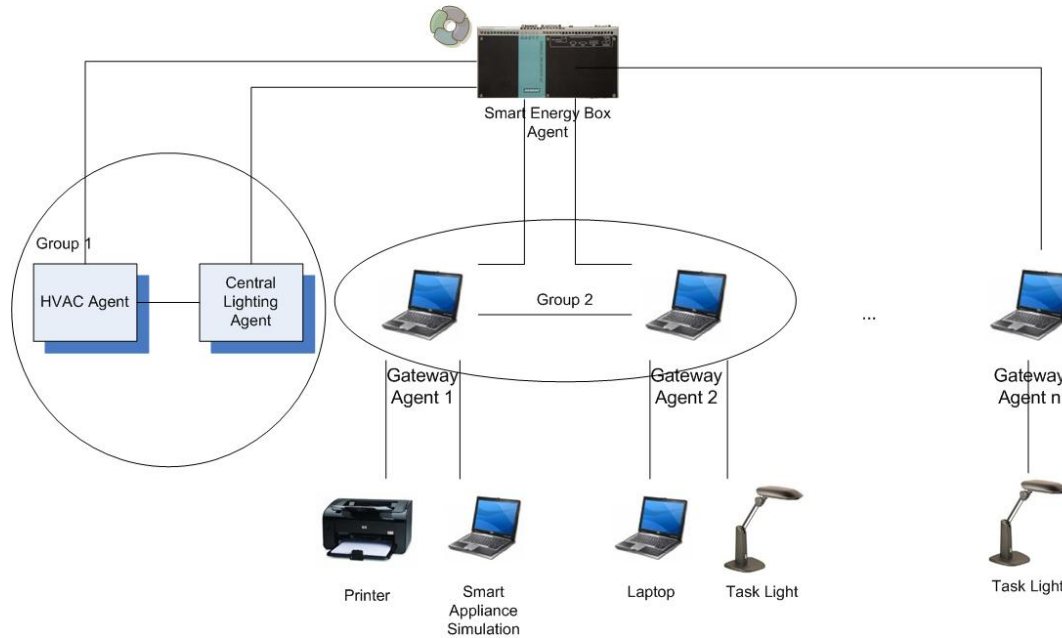 Smart Energy Box
Agent
Group 1
HVAC Agent
Central
Lighting
Agent
Group 2
...
Gateway
Agent 1
Gateway
Agent 2
Gateway
Agent n
Printer
Smart
Appliance
Simulation
Laptop
Task Light
Task Light